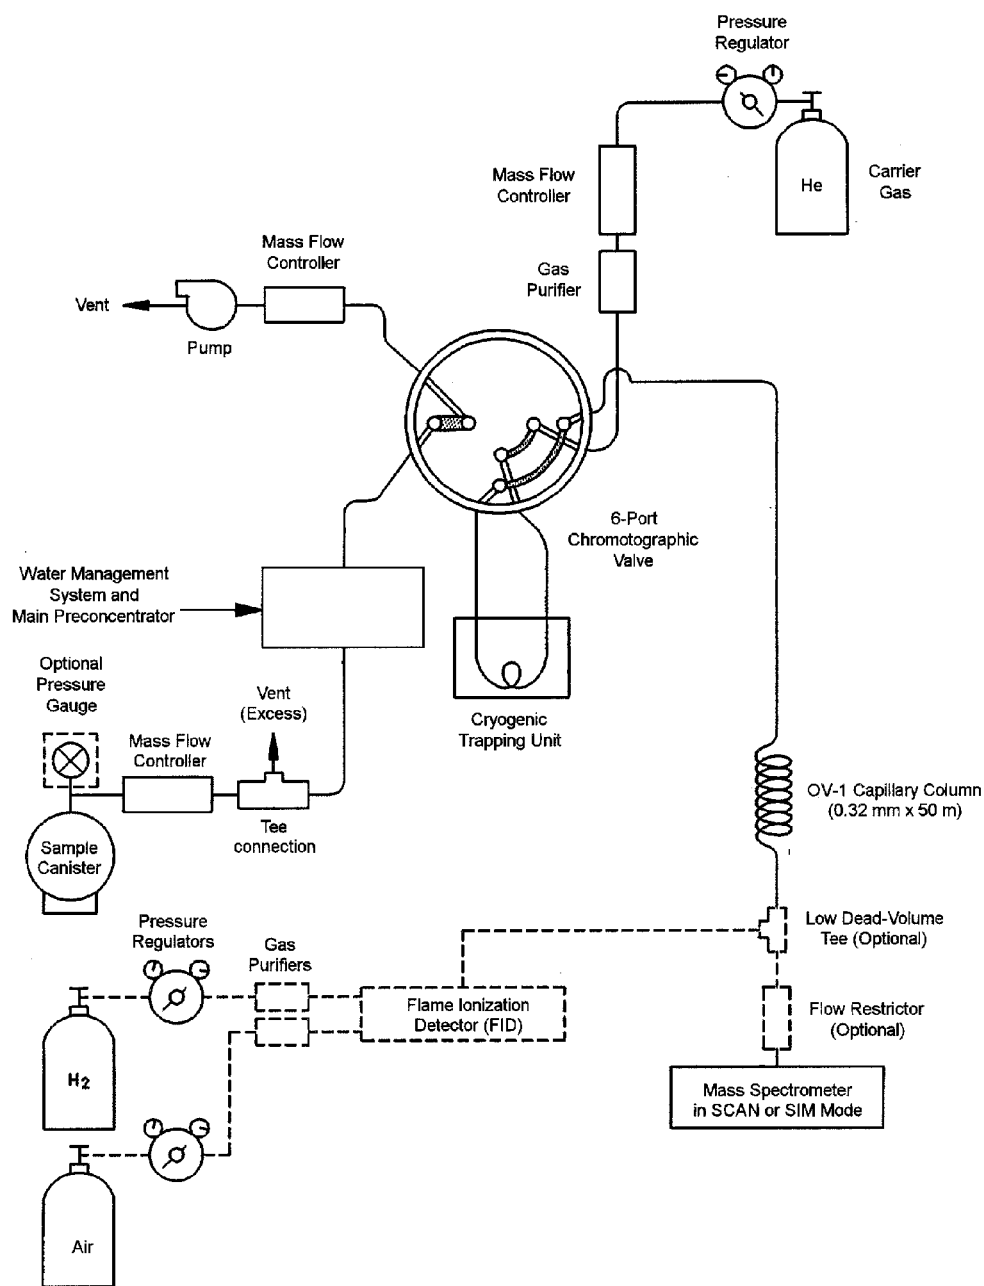 Pressure
Regulator
Mass Flow
Controller
He
Carrier
Gas
Mass Flow
Controller
Gas
Purifier
Vent
Pump
6-Port
Chromotographic
Valve
Water Management
System and
Main Preconcentrator
Optional
Pressure
Gauge
Vent
(Excess)
Cryogenic
Trapping Unit
Mass Flow
Controller
OV-1 Capillary Column
(0.32 mm x 50 m)
Sample
Canister
Tee
connection
Pressure
Regulators
Gas
Purifiers
Low Dead-Volume
Tee (Optional)
Flame Ionization
Detector (FID)
Flow Restrictor
(Optional)
H2
Mass Spectrometer
in SCAN or SIM Mode
Air